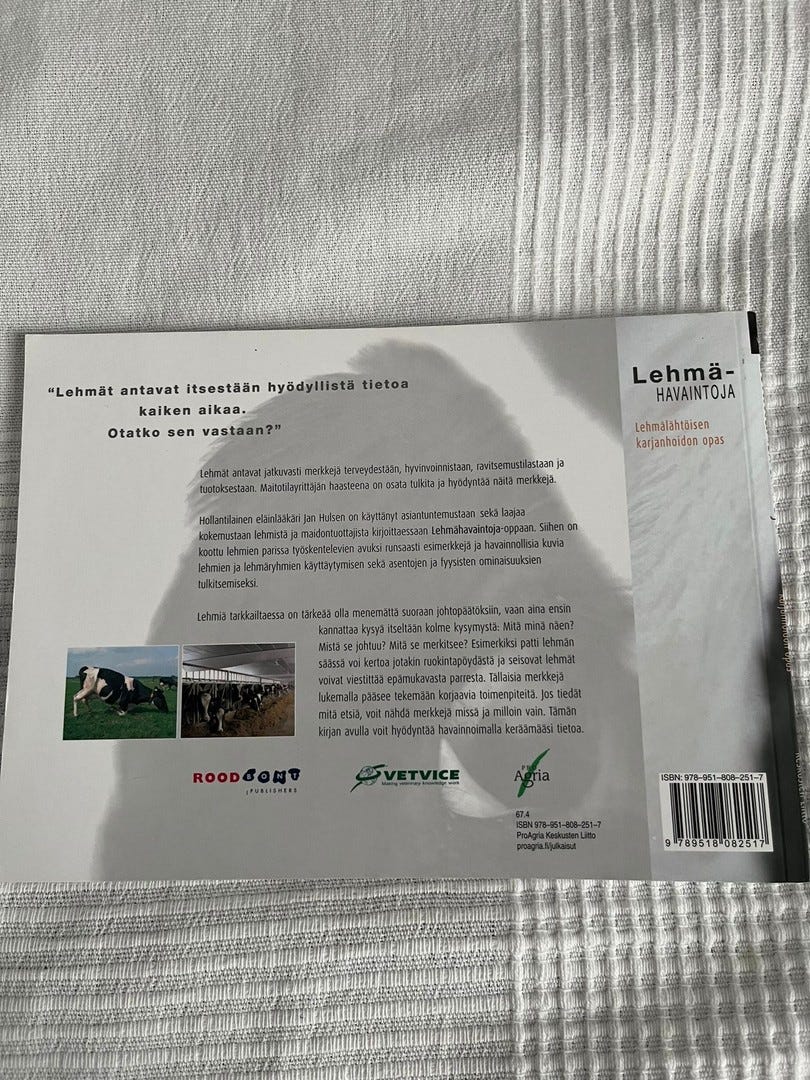 “Lehmät antavat itsestään hyödyllistä tietoa
kaiken aikaa.
Otatko sen vastaan?”
Lehmät antavat jatkuvasti merkkejä terveydestään, hyvinvoinnistaan, ravitsemustilastaan ja
tuotoksestaan. Maitotilayrittäjän haasteena on osata tulkita ja hyödyntää näitä merkkejä.
Hollantilainen eläinlääkäri Jan Hulsen on käyttänyt asiantuntemustaan sekä laajaa
kokemustaan lehmistä ja maidontuottajista kirjoittaessaan Lehmähavaintoja-oppaan. Siihen on
koottu lehmien parissa työskentelevien avuksi runsaasti esimerkkejä ja havainnollisia kuvia
lehmien ja lehmäryhmien käyttäytymisen sekä asentojen ja fyysisten ominaisuuksien
tulkitsemiseksi.
Lehmiä tarkkailtaessa on tärkeää olla menemättä suoraan johtopäätöksiin, vaan aina ensin
kannattaa kysyä itseltään kolme kysymystä: Mitä minä näen?
Mistä se johtuu? Mitä se merkitsee? Esimerkiksi patti lehmän
säässä voi kertoa jotakin ruokintapöydästä ja seisovat lehmät
voivat viestittää epämukavasta parresta. Tällaisia merkkejä
lukemalla pääsee tekemään korjaavia toimenpiteitä. Jos tiedät
mitä etsiä, voit nähdä merkkejä missä ja milloin vain. Tämän
kirjan avulla voit hyödyntää havainnoimalla keräämääsi tietoa.
ROODBONT
PUBLISHERS
VETVICE
Making veterinary knowledge work
PRO
Agria
67.4
ISBN 978-951-808-251-7
ProAgria Keskusten Liitto
proagria.fi/julkaisut
Lehmä-
HAVAINTOJA
Lehmälähtöisen
karjanhoidon opas
ISBN: 978-951-808-251-7
9 789518 082517